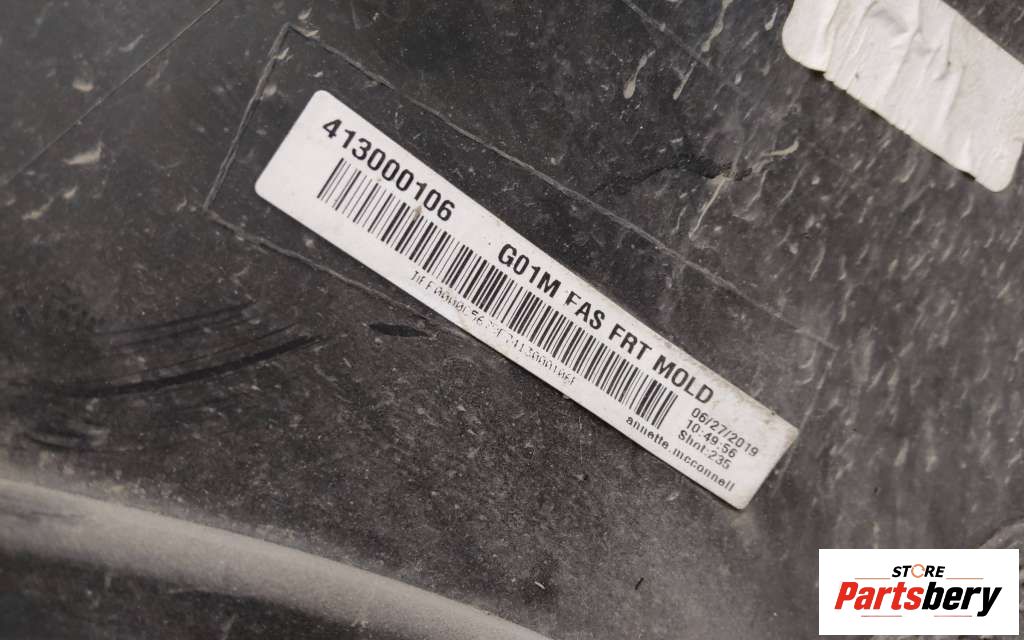 413000106
G01M FAS FRT MOLD
06/27/2019
10:49:56
Shot:235
annette.mcconnell
STORE
Partsbery